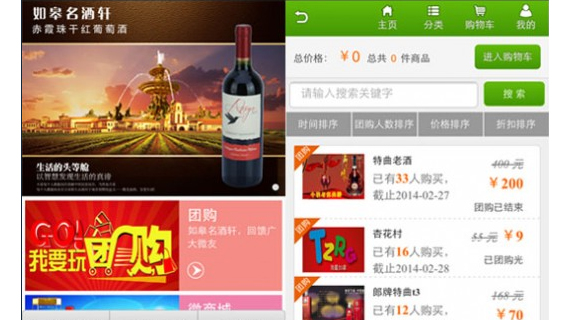 如皋名酒轩
赤霞珠干红葡萄酒
生活的头等舱
以智慧发现生活的真谛
GO!
我要玩团购
团购
如皋名酒轩，回馈广
大微友
微商城
主页
分类
购物车
我的
总价格： ￥0 总共 0 件商品
进入购物车
请输入搜索关键字
搜 索
时间排序
团购人数排序
价格排序
折扣排序
团购
特曲老酒
400 元
已有33人购买，
￥200
截止2014-02-27
团购已结束
团购
TZRG
杏花村
55 元 ￥9
已有16人购买，
截止2014-02-28
已团购光
团购
郎牌特曲t3
168 元
已有12人购买，
￥70